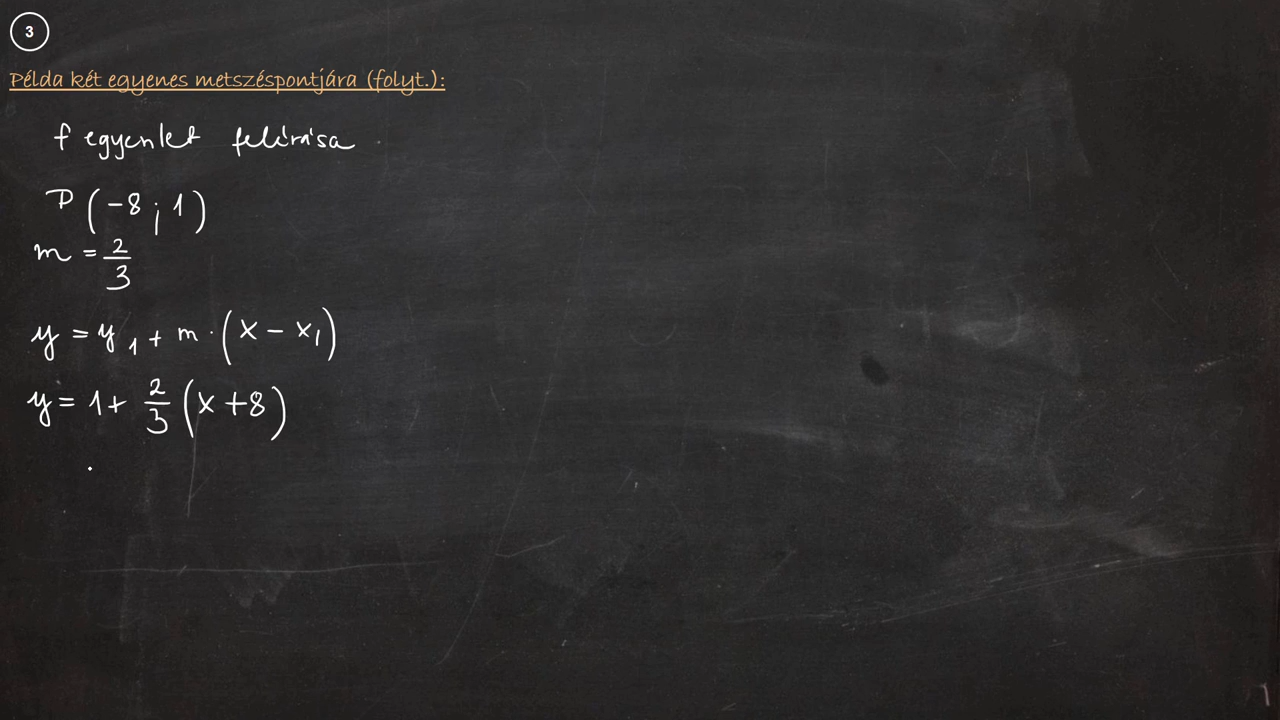 3
Példa két egyenes metszéspontjára (folyt.):
f egyenlet felírása
P (-8 ; 1)
m = 2/3
y = y₁ + m · (x - x₁)
y = 1 + 2/3 (x + 8)